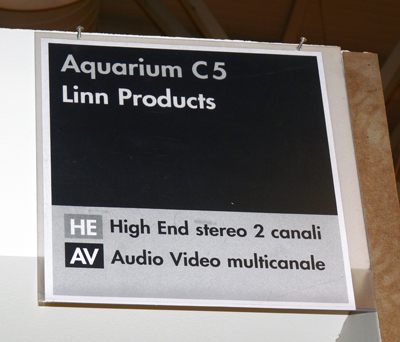 Aquarium C5
Linn Products
HE High End stereo 2 canali
AV Audio Video multicanale